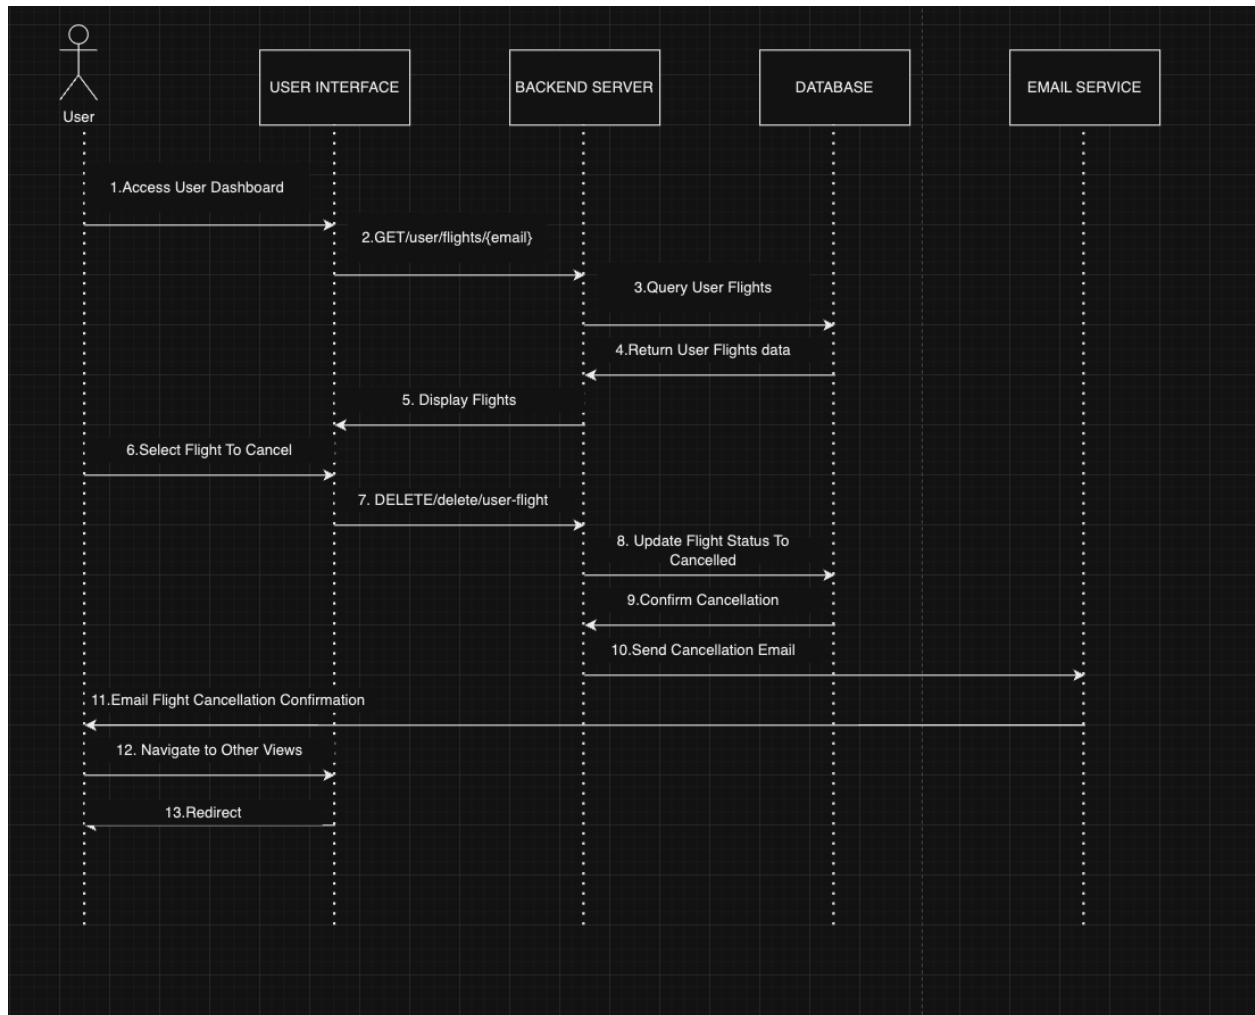 User
USER INTERFACE
BACKEND SERVER
DATABASE
EMAIL SERVICE
1.Access User Dashboard
2.GET/user/flights/{email}
3.Query User Flights
4.Return User Flights data
5. Display Flights
6.Select Flight To Cancel
7. DELETE/delete/user-flight
8. Update Flight Status To
Cancelled
9.Confirm Cancellation
10.Send Cancellation Email
11.Email Flight Cancellation Confirmation
12. Navigate to Other Views
13.Redirect